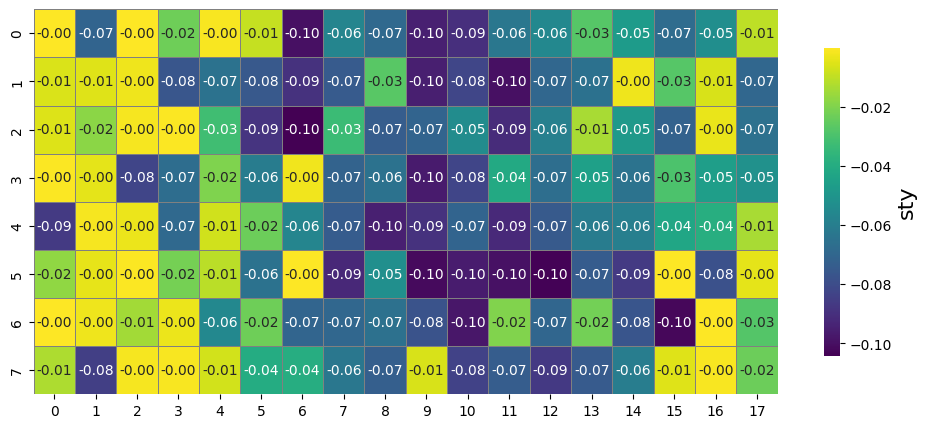 0 -0.00 -0.07 -0.00 -0.02 -0.00 -0.01 -0.10 -0.06 -0.07 -0.10 -0.09 -0.06 -0.06 -0.03 -0.05 -0.07 -0.05 -0.01
1 -0.01 -0.01 -0.00 -0.08 -0.07 -0.08 -0.09 -0.07 -0.03 -0.10 -0.08 -0.10 -0.07 -0.07 -0.00 -0.03 -0.01 -0.07
2 -0.01 -0.02 -0.00 -0.00 -0.03 -0.09 -0.10 -0.03 -0.07 -0.07 -0.05 -0.09 -0.06 -0.01 -0.05 -0.07 -0.00 -0.07
3 -0.00 -0.00 -0.08 -0.07 -0.02 -0.06 -0.00 -0.07 -0.06 -0.10 -0.08 -0.04 -0.07 -0.05 -0.06 -0.03 -0.05 -0.05
4 -0.09 -0.00 -0.00 -0.07 -0.01 -0.02 -0.06 -0.07 -0.10 -0.09 -0.07 -0.09 -0.07 -0.06 -0.06 -0.04 -0.04 -0.01
5 -0.02 -0.00 -0.00 -0.02 -0.01 -0.06 -0.00 -0.09 -0.05 -0.10 -0.10 -0.10 -0.10 -0.07 -0.09 -0.00 -0.08 -0.00
6 -0.00 -0.00 -0.01 -0.00 -0.06 -0.02 -0.07 -0.07 -0.07 -0.08 -0.10 -0.02 -0.07 -0.02 -0.08 -0.10 -0.00 -0.03
7 -0.01 -0.08 -0.00 -0.00 -0.01 -0.04 -0.04 -0.06 -0.07 -0.01 -0.08 -0.07 -0.09 -0.07 -0.06 -0.01 -0.00 -0.02
0 1 2 3 4 5 6 7 8 9 10 11 12 13 14 15 16 17
−0.02
−0.04
−0.06
−0.08
−0.10
sty